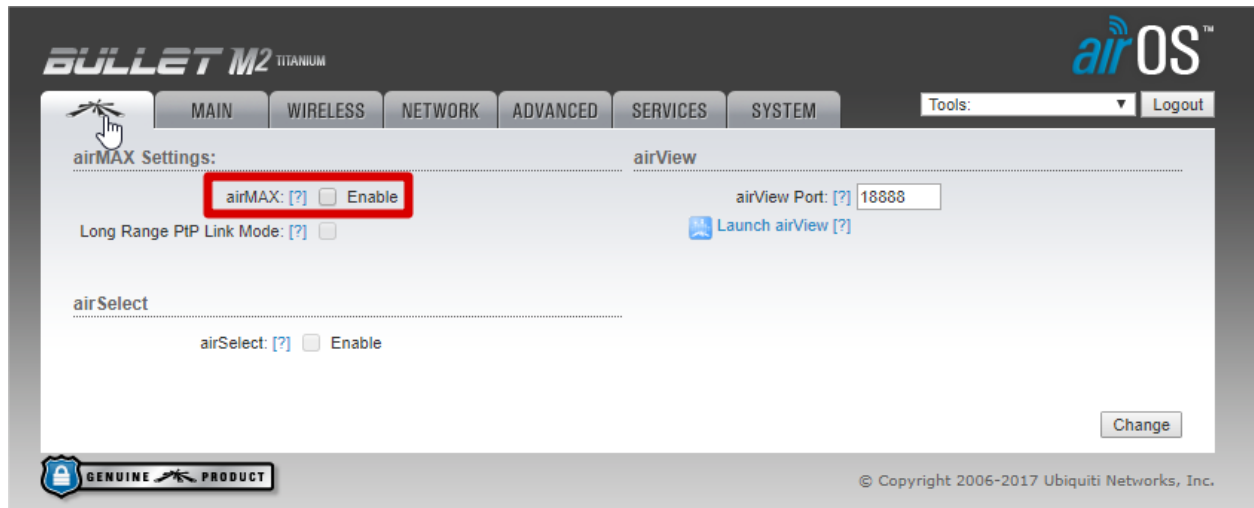 BULLET M2 TITANIUM
airOS™
MAIN WIRELESS NETWORK ADVANCED SERVICES SYSTEM Tools: Logout
airMAX Settings:
airMAX: [?] Enable
Long Range PtP Link Mode: [?]
airView
airView Port: [?] 18888
Launch airView [?]
airSelect
airSelect: [?] Enable
Change
GENUINE PRODUCT
© Copyright 2006-2017 Ubiquiti Networks, Inc.